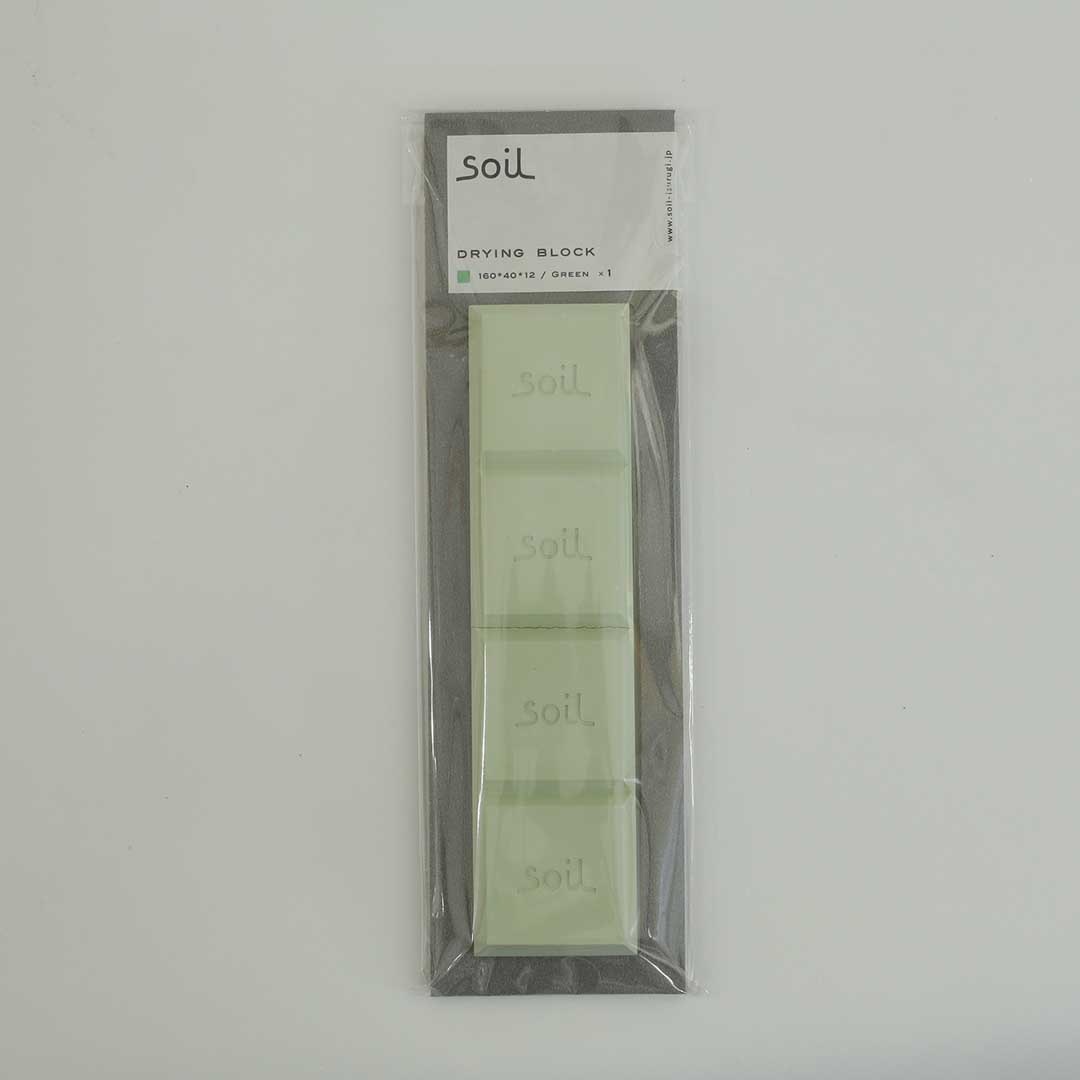 soil
www.soil-isurugi.jp
DRYING BLOCK
160*40*12 / GREEN ×1
soil
soil
soil
soil